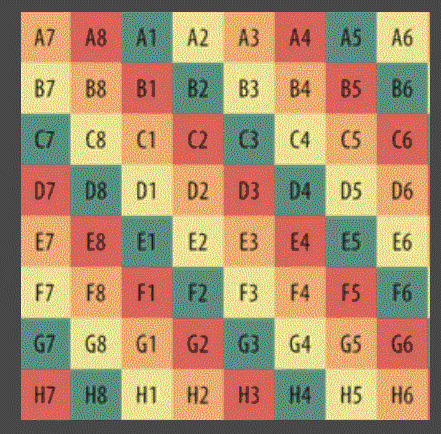 A7 A8 A1 A2 A3 A4 A5 A6
B7 B8 B1 B2 B3 B4 B5 B6
C7 C8 C1 C2 C3 C4 C5 C6
D7 D8 D1 D2 D3 D4 D5 D6
E7 E8 E1 E2 E3 E4 E5 E6
F7 F8 F1 F2 F3 F4 F5 F6
G7 G8 G1 G2 G3 G4 G5 G6
H7 H8 H1 H2 H3 H4 H5 H6